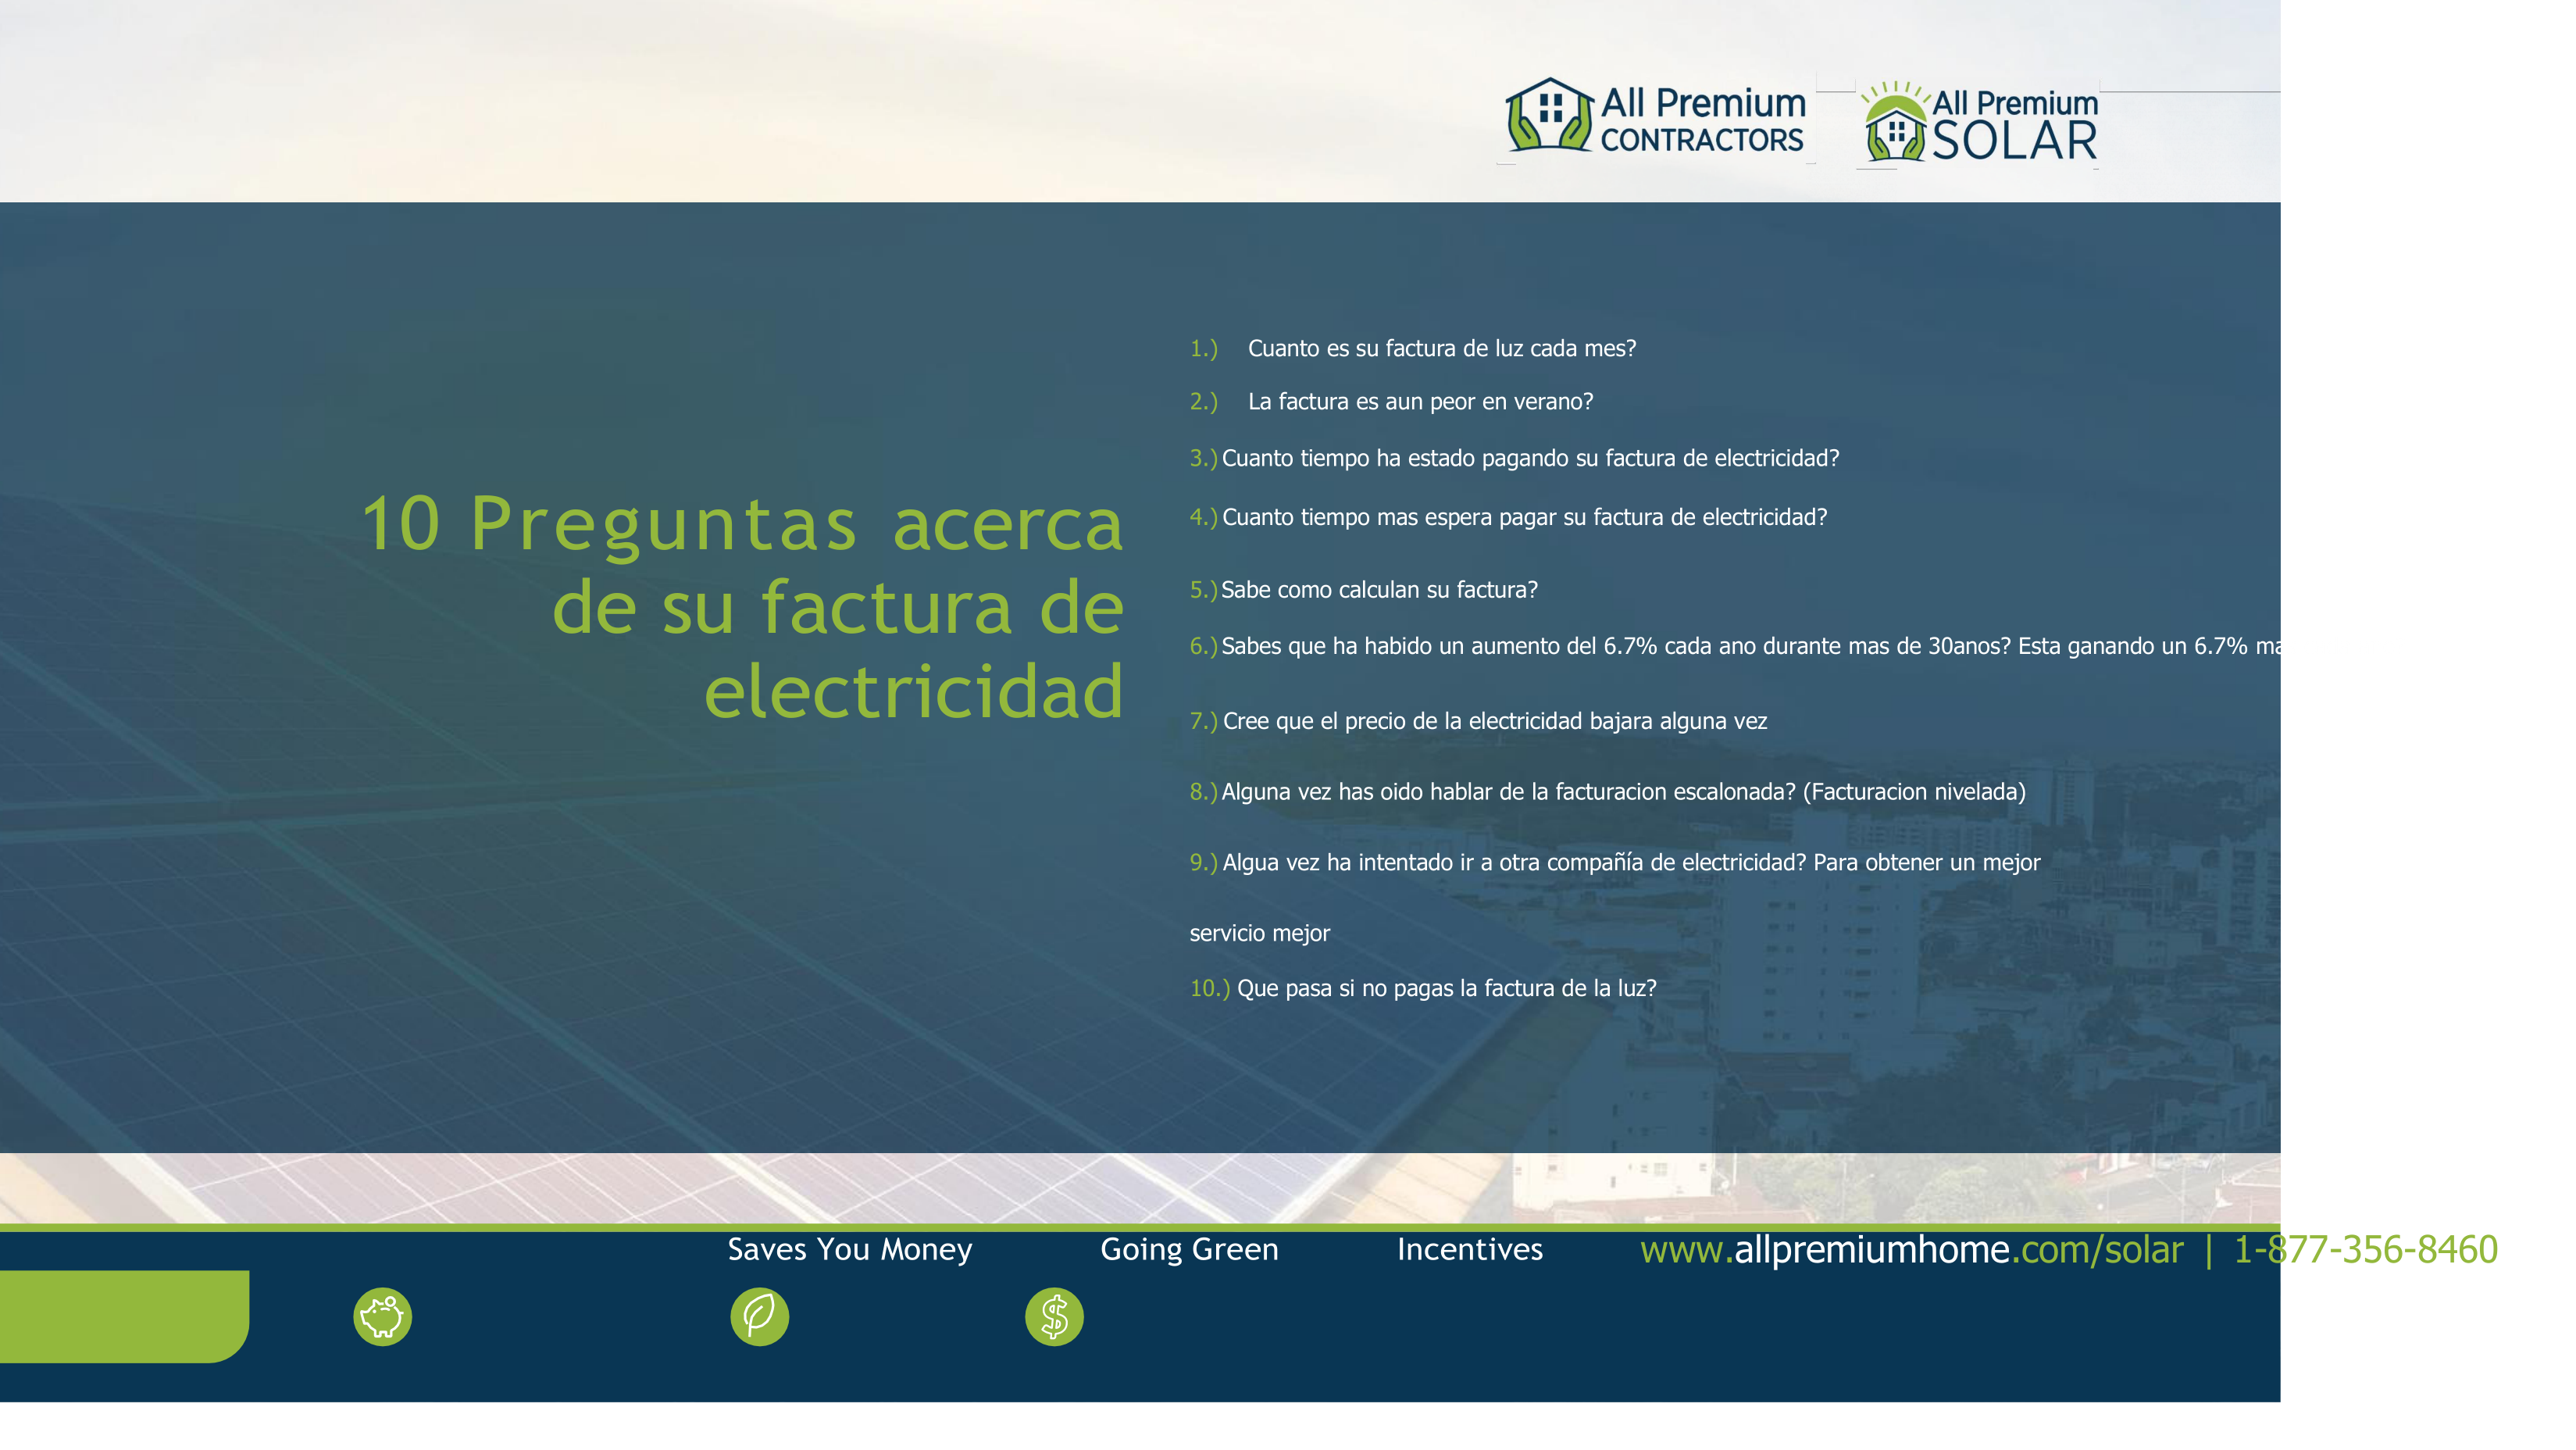 All Premium
CONTRACTORS
All Premium
SOLAR
10 Preguntas acerca
de su factura de
electricidad
1.) Cuanto es su factura de luz cada mes?
2.) La factura es aun peor en verano?
3.) Cuanto tiempo ha estado pagando su factura de electricidad?
4.) Cuanto tiempo mas espera pagar su factura de electricidad?
5.) Sabe como calculan su factura?
6.) Sabes que ha habido un aumento del 6.7% cada ano durante mas de 30anos? Esta ganando un 6.7% ma
7.) Cree que el precio de la electricidad bajara alguna vez
8.) Alguna vez has oido hablar de la facturacion escalonada? (Facturacion nivelada)
9.) Algua vez ha intentado ir a otra compañía de electricidad? Para obtener un mejor
servicio mejor
10.) Que pasa si no pagas la factura de la luz?
Saves You Money Going Green Incentives www.allpremiumhome.com/solar | 1-877-356-8460